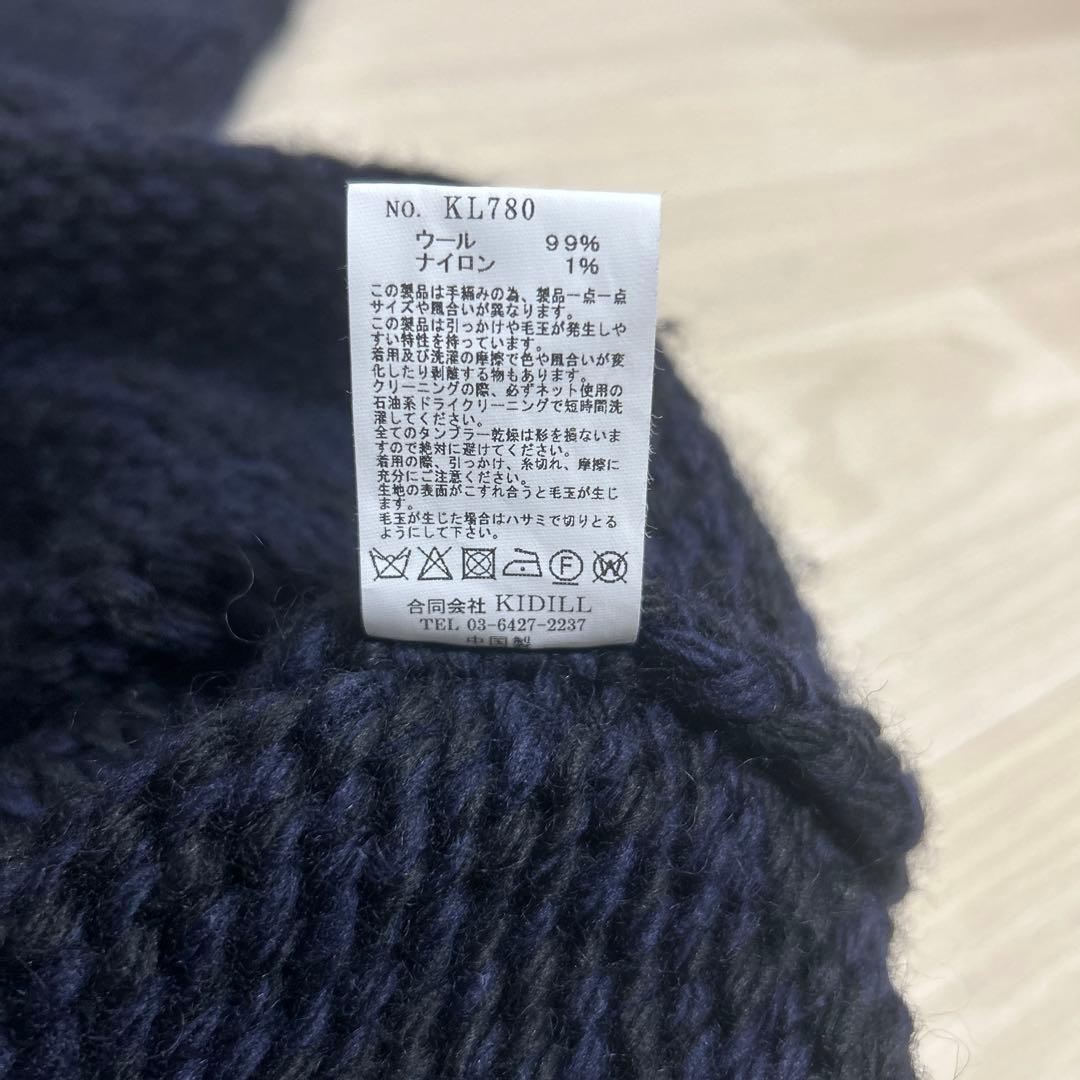 NO. KL780
ウール 99%
ナイロン 1%
この製品は手編みの為、製品一点一点
サイズや風合いが異なります。
この製品は引っかけや毛玉が発生しや
すい特性を持っています。
着用及び洗濯の摩擦で色や風合いが変
化したり剥離する物もあります。
クリーニングの際、必ずネット使用の
石油系ドライクリーニングで短時間洗
濯してください。
全てのタンブラー乾燥は形を損ないま
すので絶対に避けてください。
着用の際、引っかけ、糸切れ、摩擦に
充分にご注意ください。
生地の表面がこすれ合うと毛玉が生じ
ます。
毛玉が生じた場合はハサミで切りとる
ようにして下さい。
F W
合同会社 KIDILL
TEL 03-6427-2237
中国製